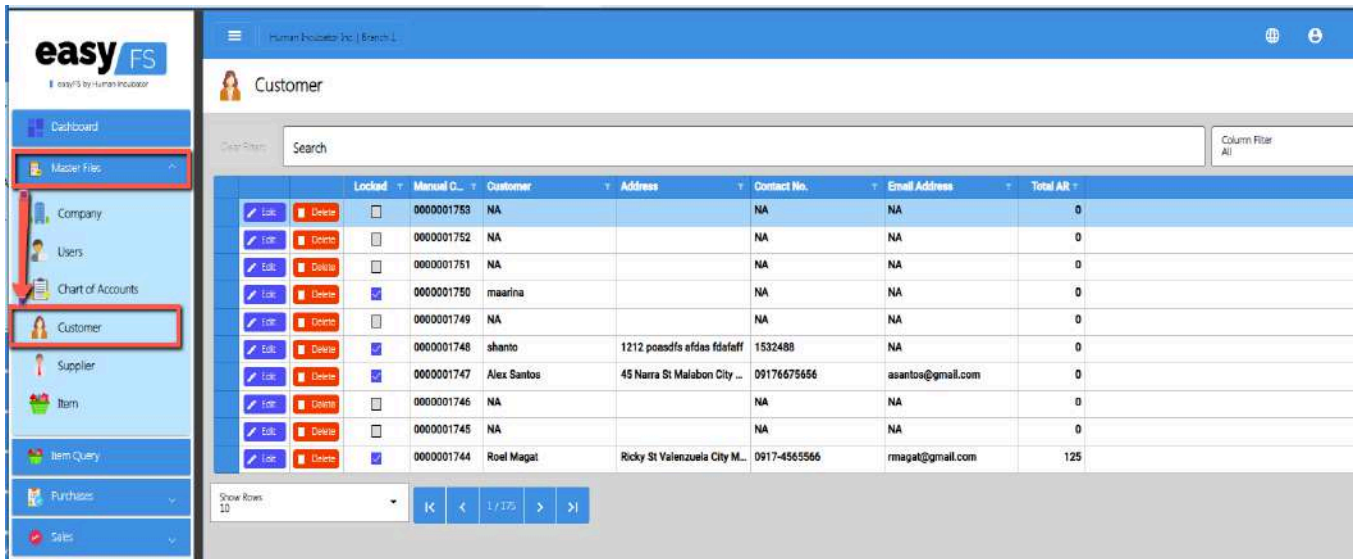 easyFS
easyFS by Human Incubator
Human Incubator Inc | Branch 1
Customer
Dashboard
Master Files
Company
Users
Chart of Accounts
Customer
Supplier
Item
Item Query
Purchases
Sales
Clear Filters
Search
Column Filter
All
Locked Manual C... Customer Address Contact No. Email Address Total AR
Edit Delete 0000001753 NA NA NA 0
Edit Delete 0000001752 NA NA NA 0
Edit Delete 0000001751 NA NA NA 0
Edit Delete 0000001750 maarina NA NA 0
Edit Delete 0000001749 NA NA NA 0
Edit Delete 0000001748 shanto 1212 poasdfs afdas fdafaff 1532488 NA 0
Edit Delete 0000001747 Alex Santos 45 Narra St Malabon City ... 09176675656 asantos@gmail.com 0
Edit Delete 0000001746 NA NA NA 0
Edit Delete 0000001745 NA NA NA 0
Edit Delete 0000001744 Roel Magat Ricky St Valenzuela City M... 0917-4565566 rmagat@gmail.com 125
Show Rows
10
1 / 175